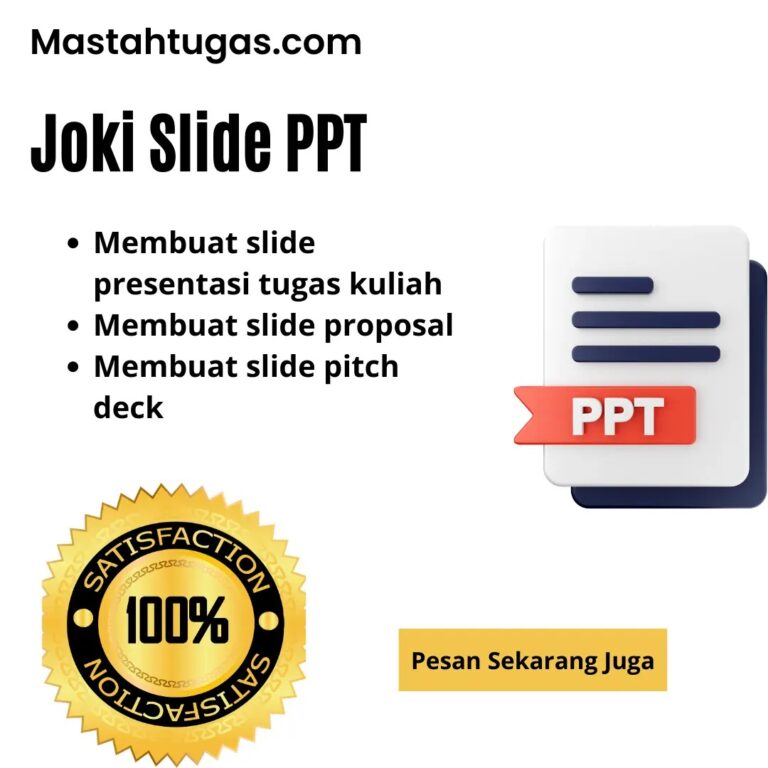 Mastahtugas.com
Joki Slide PPT
• Membuat slide
presentasi tugas kuliah
• Membuat slide proposal
• Membuat slide pitch
deck
PPT
SATISFACTION
100%
SATISFACTION
Pesan Sekarang Juga